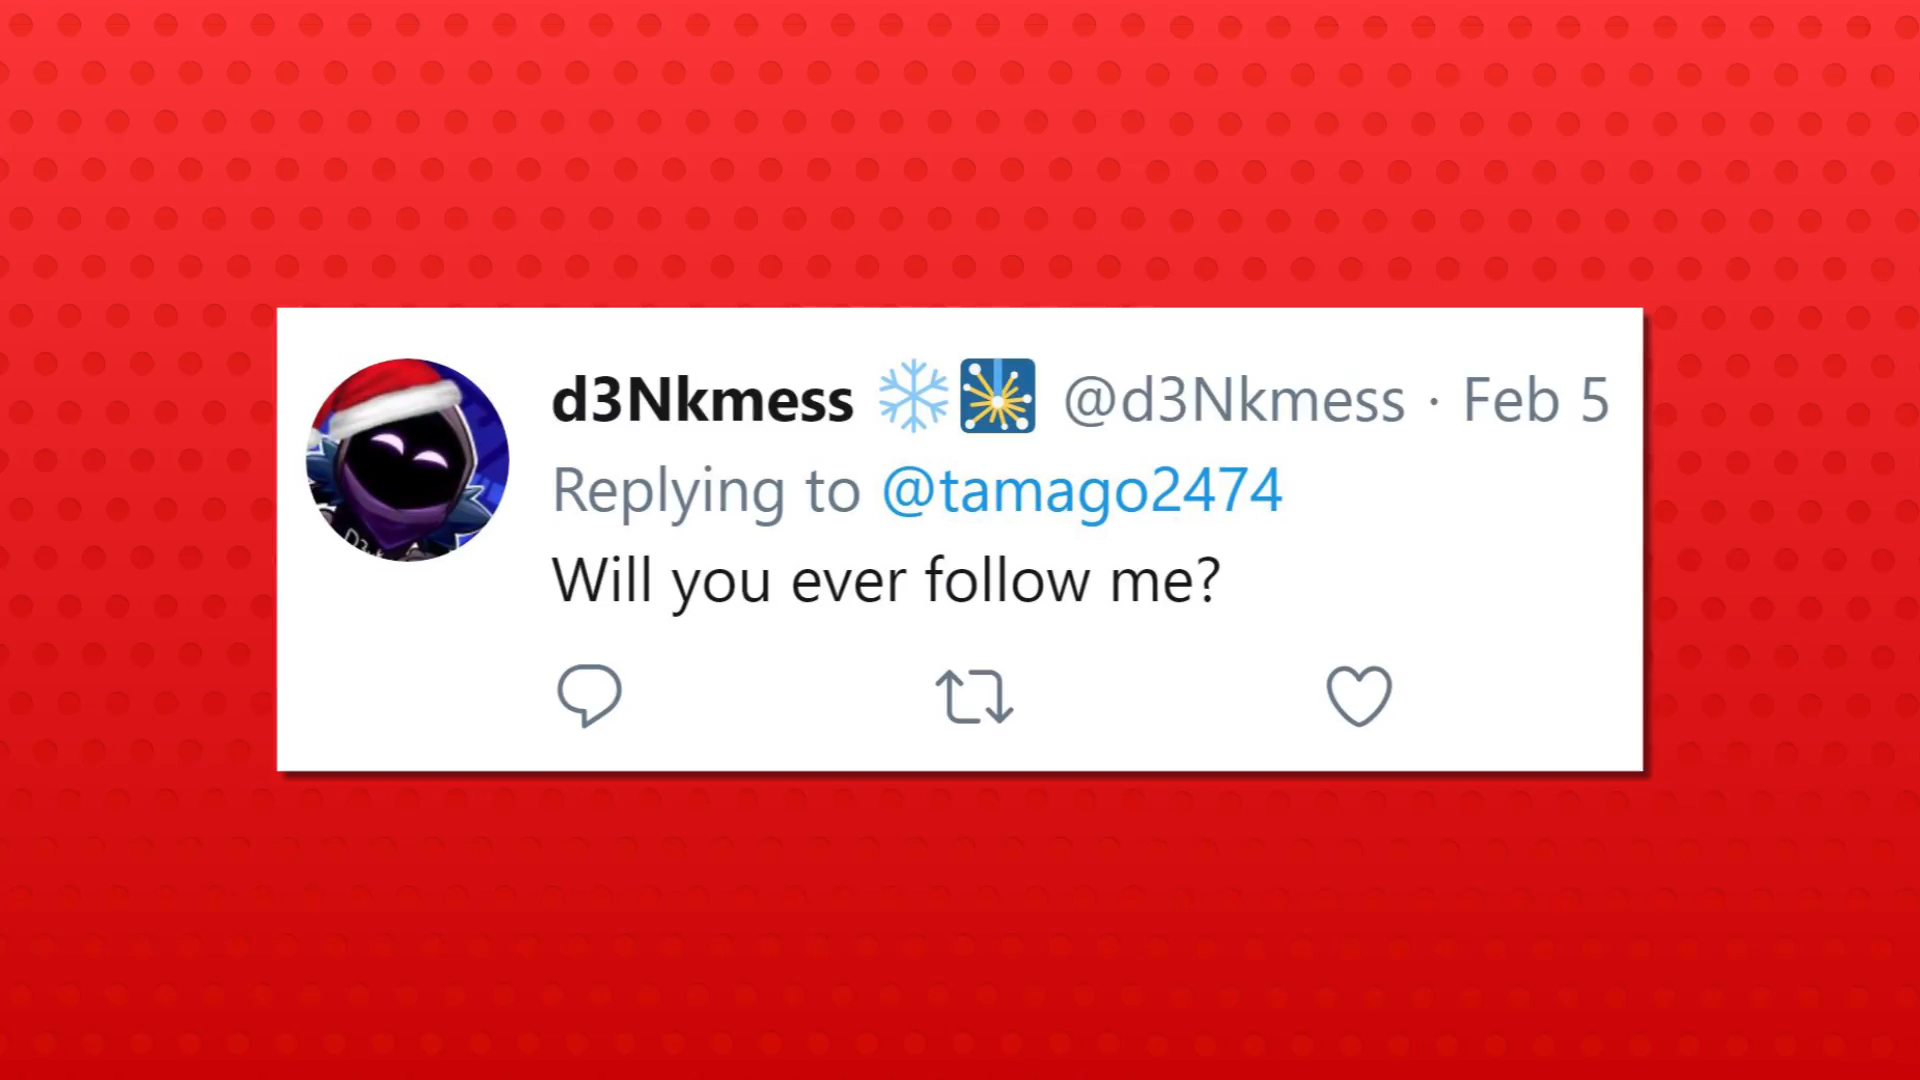 d3Nkmess ❄️🎇 @d3Nkmess · Feb 5
Replying to @tamago2474
Will you ever follow me?